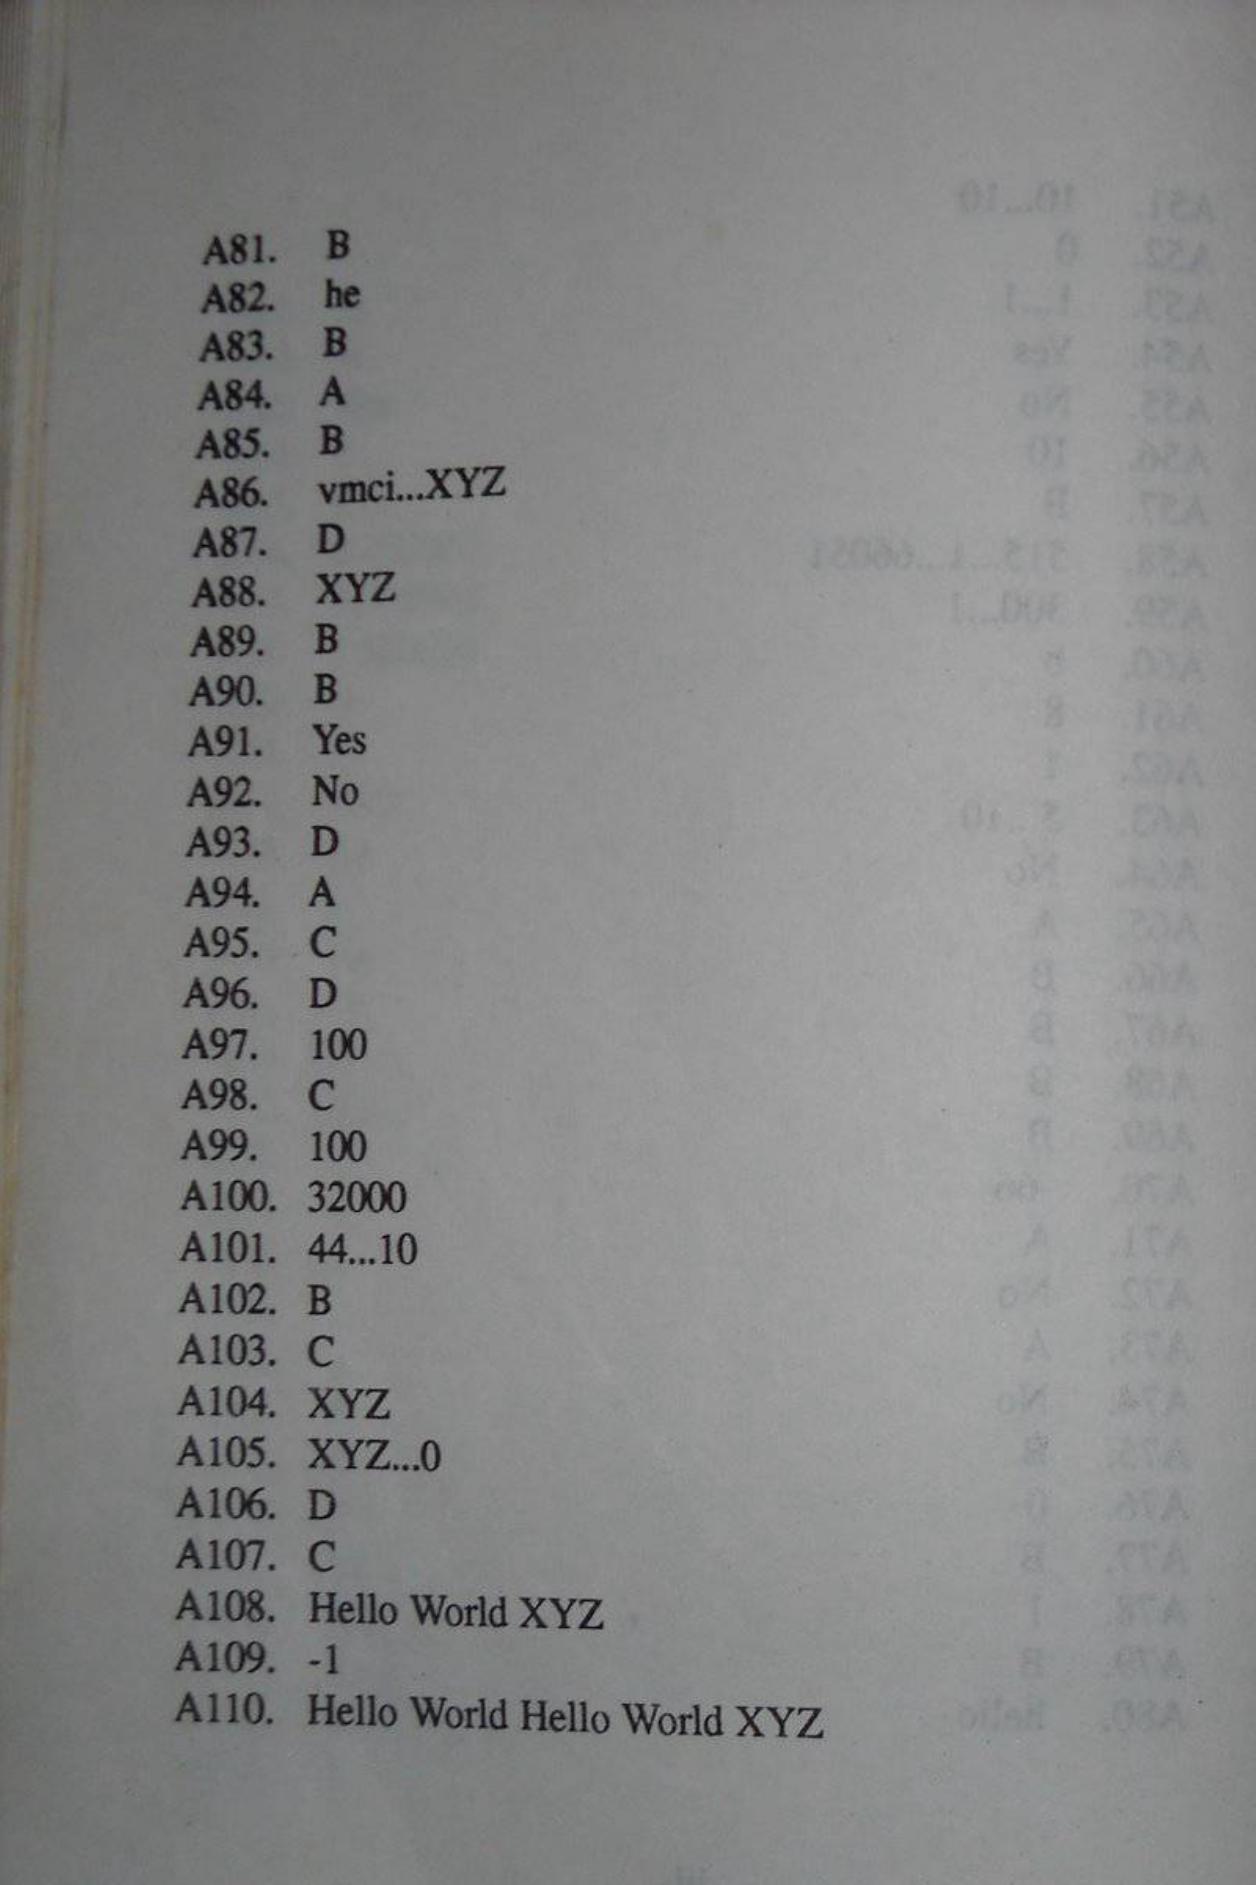 A81. B
A82. he
A83. B
A84. A
A85. B
A86. vmci...XYZ
A87. D
A88. XYZ
A89. B
A90. B
A91. Yes
A92. No
A93. D
A94. A
A95. C
A96. D
A97. 100
A98. C
A99. 100
A100. 32000
A101. 44...10
A102. B
A103. C
A104. XYZ
A105. XYZ...0
A106. D
A107. C
A108. Hello World XYZ
A109. -1
A110. Hello World Hello World XYZ